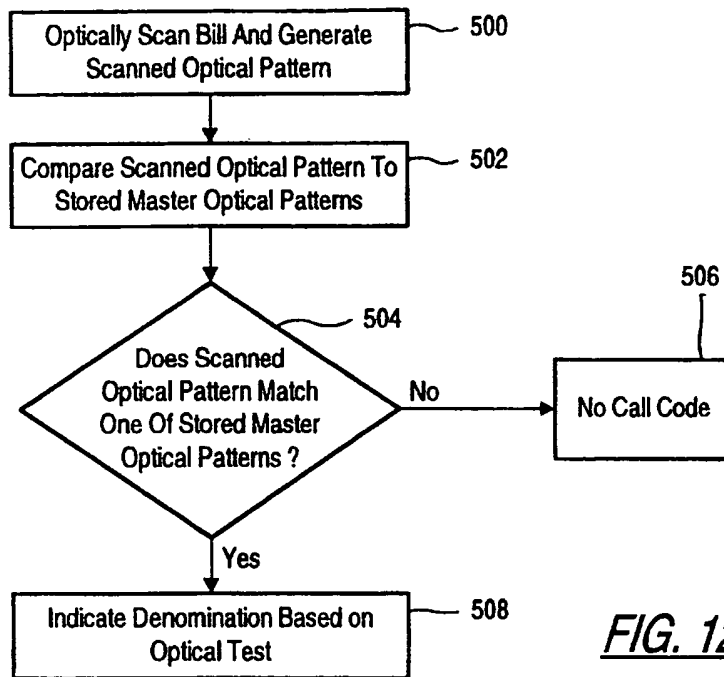 Optically Scan Bill And Generate
Scanned Optical Pattern
500
Compare Scanned Optical Pattern To
Stored Master Optical Patterns
502
504
Does Scanned
Optical Pattern Match
One Of Stored Master
Optical Patterns ?
No
506
No Call Code
Yes
Indicate Denomination Based on
Optical Test
508
FIG. 12